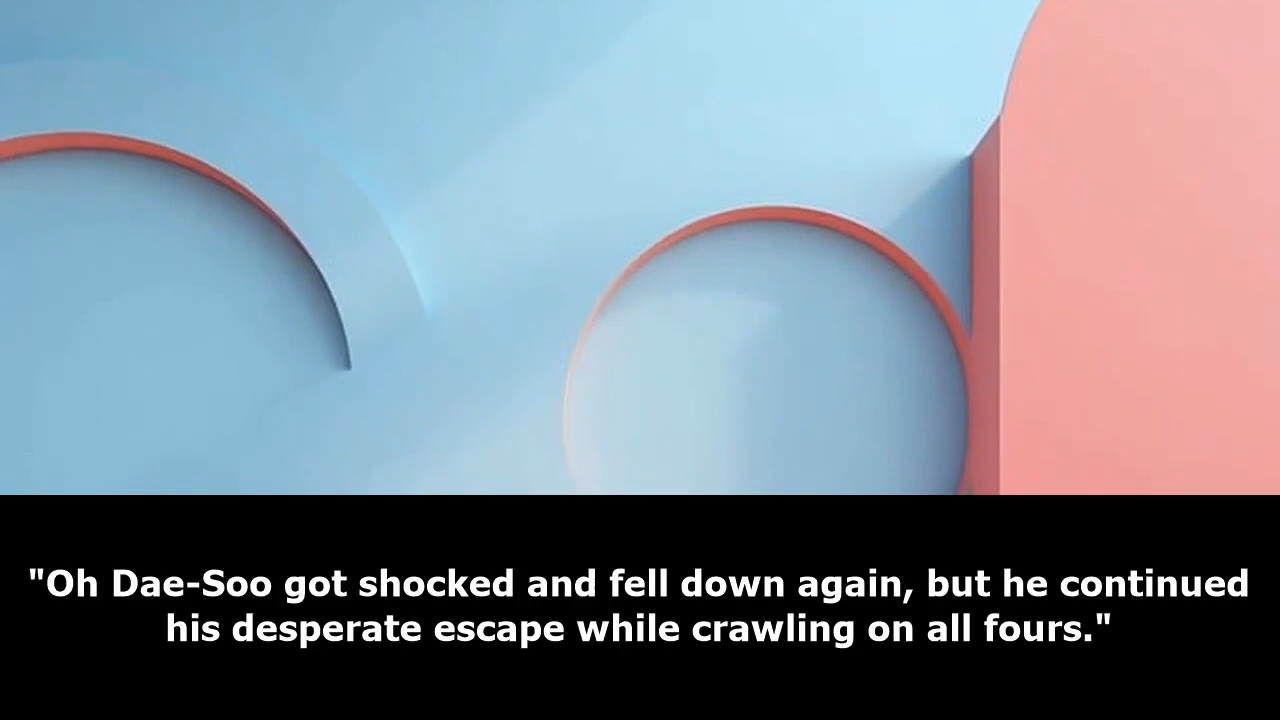 "Oh Dae-Soo got shocked and fell down again, but he continued
his desperate escape while crawling on all fours."